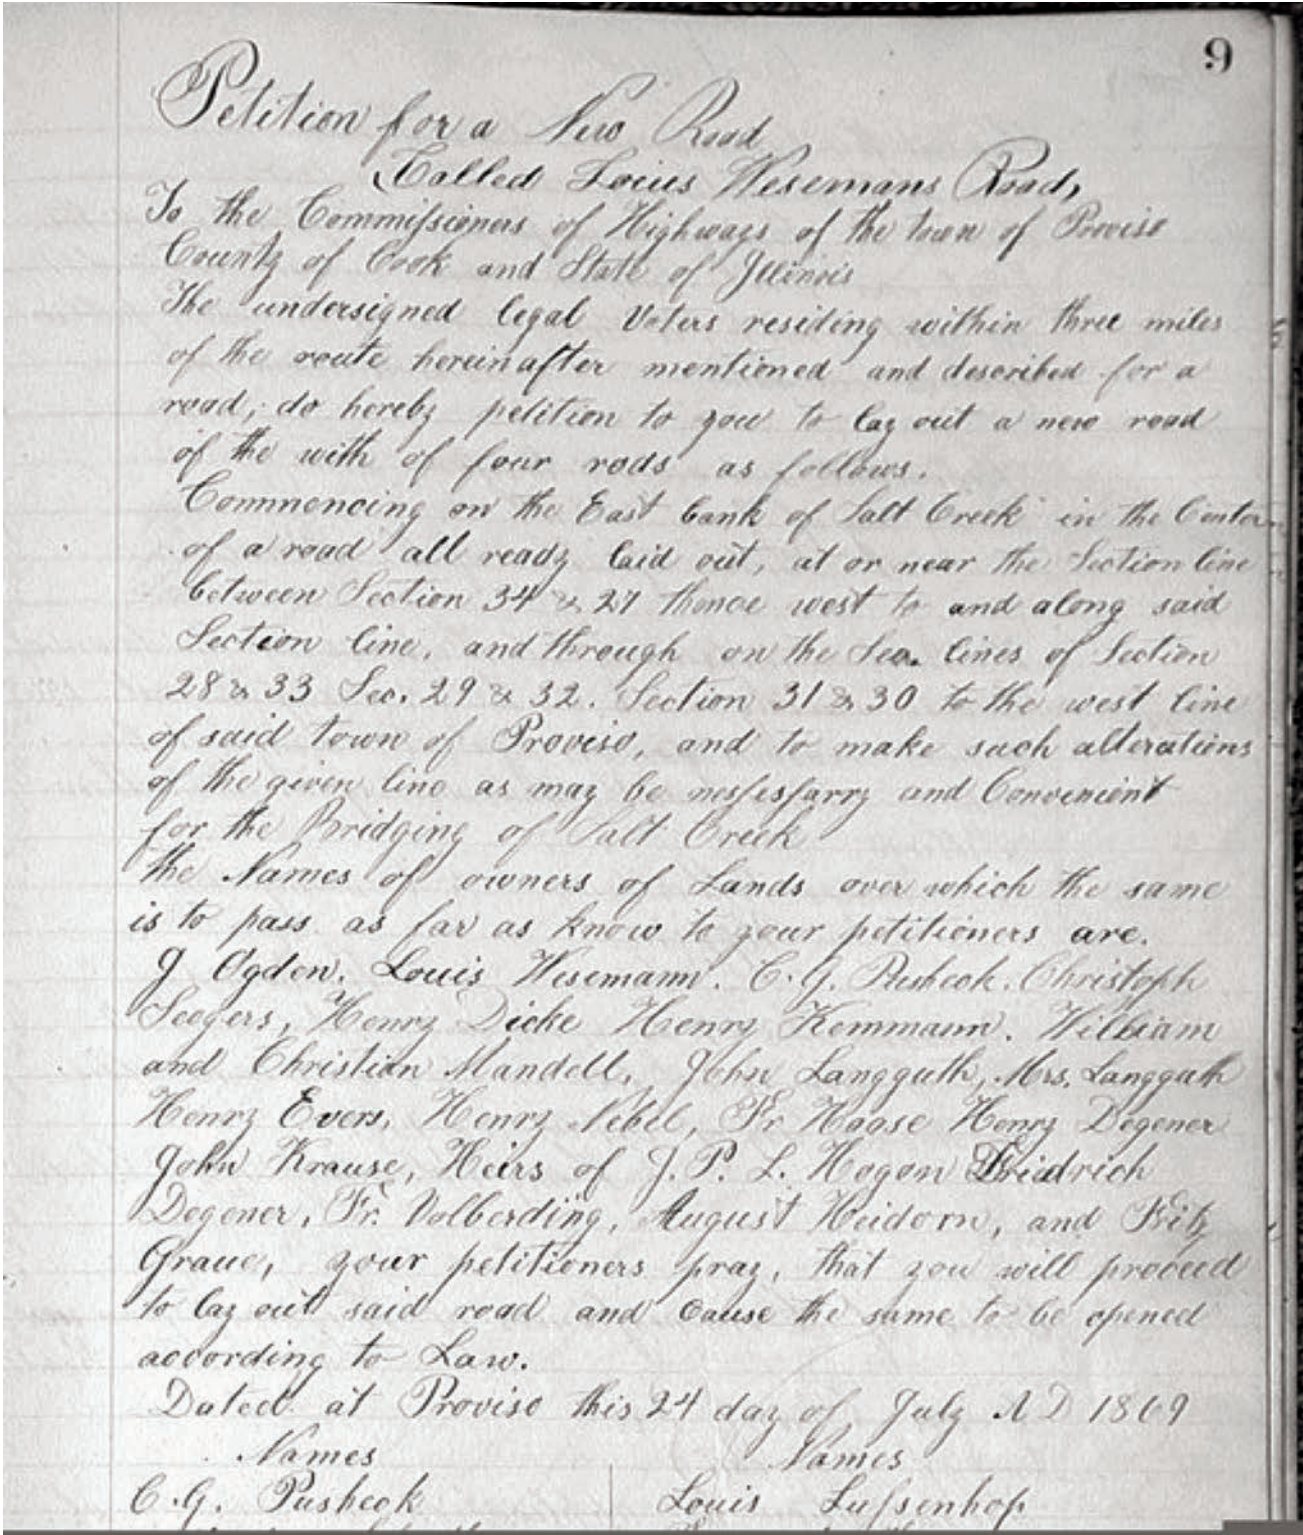 9
Petition for a New Road
Called Louis Wesemans Road,
To the Commissioners of Highways of the town of Proviso
County of Cook and State of Illinois
The undersigned legal Voters residing within three miles
of the route hereinafter mentioned and described for a
road, do hereby petition to you to lay out a new road
of the with of four rods as follows.
Commencing on the East bank of Salt Creek in the Center
of a road all ready laid out, at or near the Section line
between Section 34 & 27 thence west to and along said
Section line, and through on the Sec. lines of Section
28 & 33 Sec. 29 & 32. Section 31 & 30 to the west line
of said town of Proviso, and to make such alterations
of the given line as may be nessessarry and Convenient
for the Bridging of Salt Creek
the Names of owners of Lands over which the same
is to pass as far as know to your petitioners are.
J Ogden. Louis Wesemann. C. G. Pusheck. Christoph
Seegers, Henry Dicke Henry Kemmann. William
and Christian Mandell, John Langguth, Mrs. Langguth
Henry Evers, Henry Nebel, Fr Haase Henry Degener
John Krause, Heirs of J. P. L. Hogan Friedrich
Degener, Fr. Volberding, August Heidorn, and Fritz
Graue, your petitioners pray, that you will proceed
to lay out said road and cause the same to be opened
according to Law.
Dated at Proviso this 24 day of July A D 1869
Names Names
C. G. Pusheck Louis Lussenhop